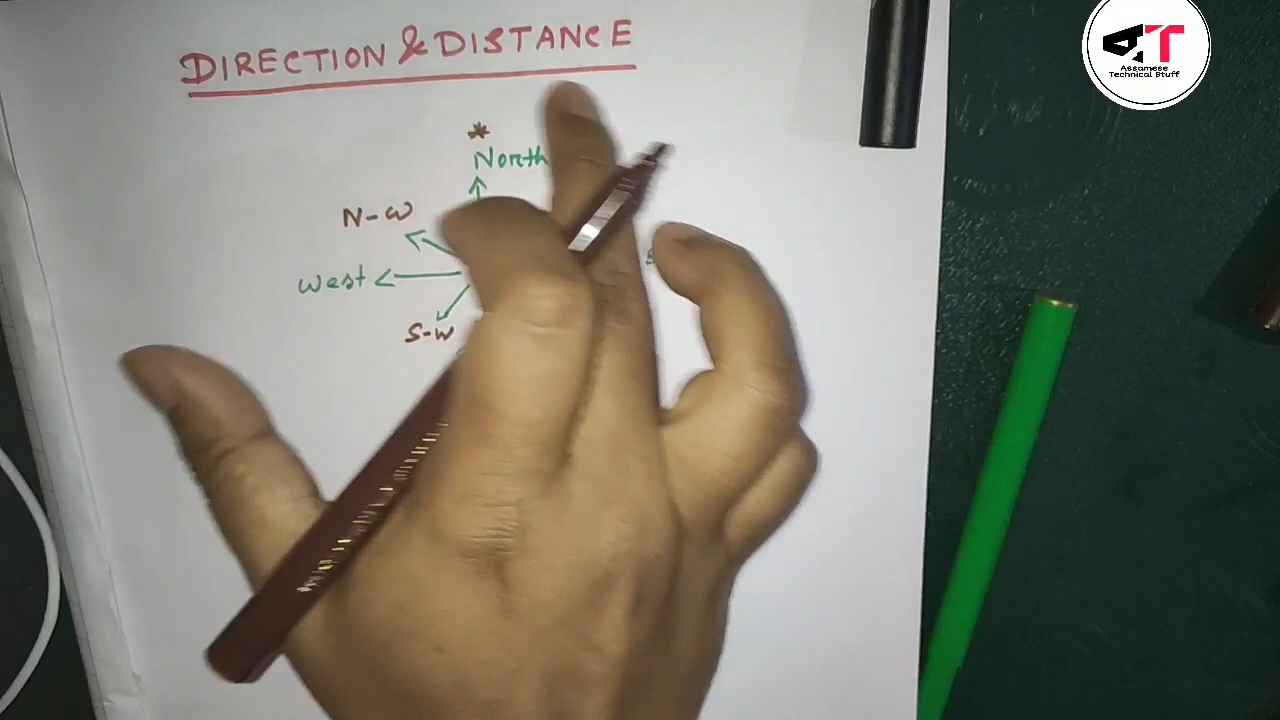 DIRECTION & DISTANCE
*
North
N-W
West
S-W
AT
Assamese
Technical Stuff